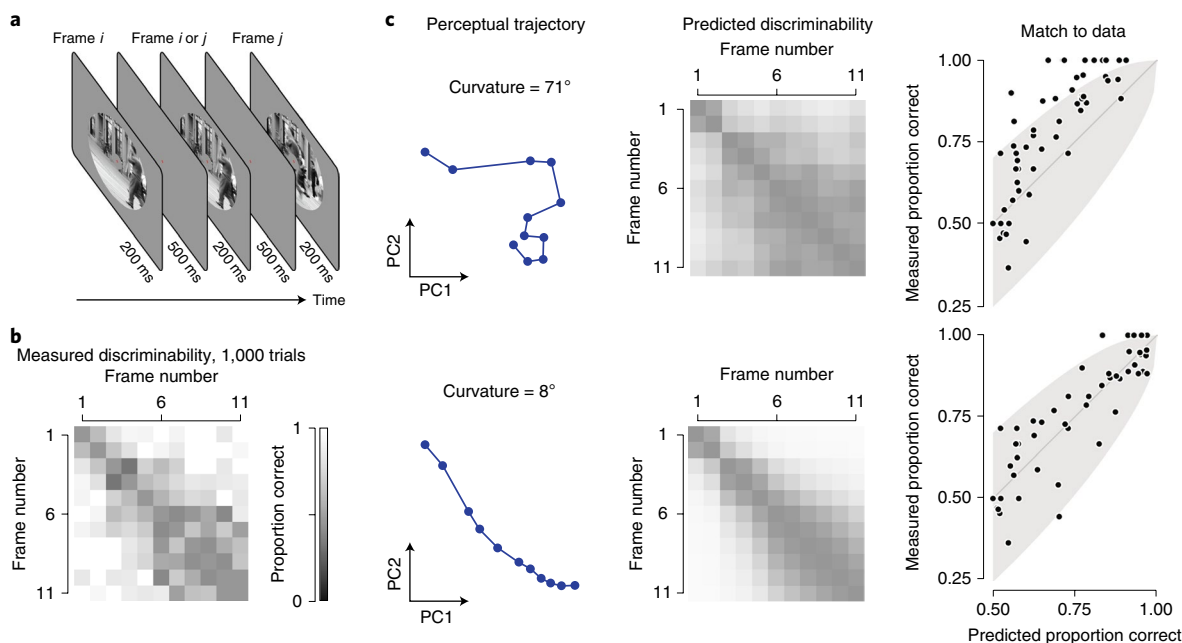 a
Frame i
Frame i or j
Frame j
200 ms
500 ms
200 ms
500 ms
200 ms
Time
b
Measured discriminability, 1,000 trials
Frame number
1 6 11
1
6
11
Frame number
1
0
Proportion correct
c
Perceptual trajectory
Predicted discriminability
Match to data
Curvature = 71°
PC2
PC1
Frame number
1 6 11
1
6
11
Frame number
1.00
0.75
0.50
0.25
Measured proportion correct
Curvature = 8°
PC2
PC1
Frame number
1 6 11
1
6
11
Frame number
1.00
0.75
0.50
0.25
Measured proportion correct
0.50 0.75 1.00
Predicted proportion correct